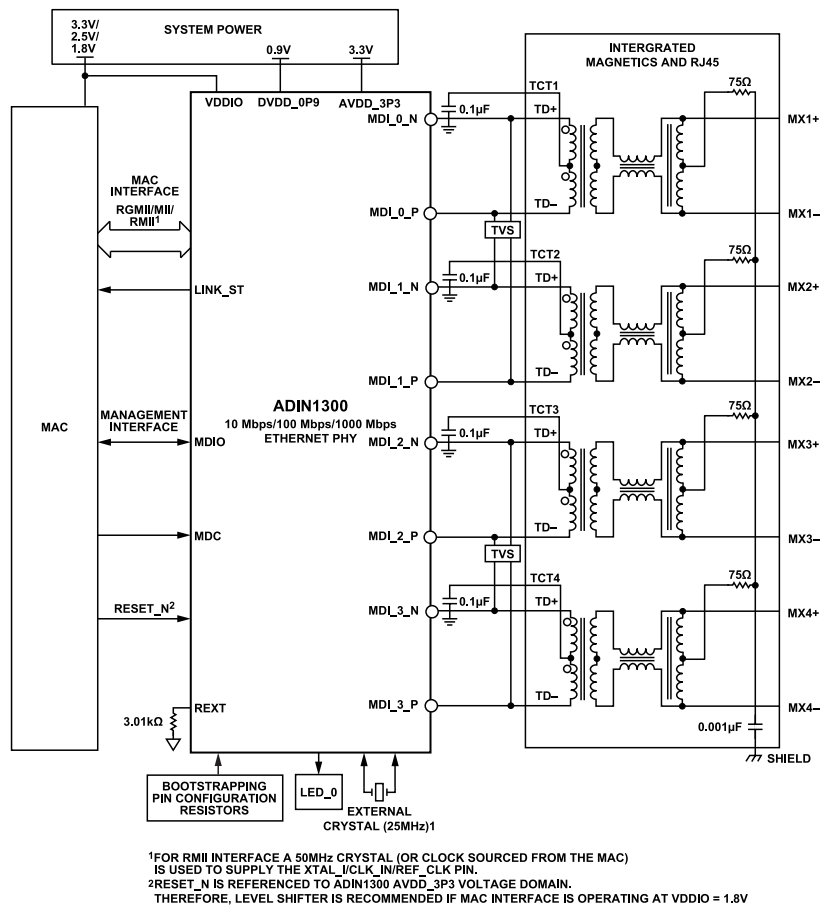 3.3V/
2.5V/
1.8V
SYSTEM POWER
0.9V
3.3V
INTERGRATED
MAGNETICS AND RJ45
VDDIO
DVDD_0P9
AVDD_3P3
MAC
MAC
INTERFACE
RGMII/MII/
RMII1
LINK_ST
MANAGEMENT
INTERFACE
MDIO
MDC
RESET_N2
REXT
3.01kΩ
ADIN1300
10 Mbps/100 Mbps/1000 Mbps
ETHERNET PHY
MDI_0_N
MDI_0_P
MDI_1_N
MDI_1_P
MDI_2_N
MDI_2_P
MDI_3_N
MDI_3_P
0.1µF
TCT1
TD+
TD–
75Ω
MX1+
MX1–
TVS
0.1µF
TCT2
TD+
TD–
75Ω
MX2+
MX2–
0.1µF
TCT3
TD+
TD–
75Ω
MX3+
MX3–
TVS
0.1µF
TCT4
TD+
TD–
75Ω
MX4+
MX4–
0.001µF
SHIELD
BOOTSTRAPPING
PIN CONFIGURATION
RESISTORS
LED_0
EXTERNAL
CRYSTAL (25MHz)1
1FOR RMII INTERFACE A 50MHz CRYSTAL (OR CLOCK SOURCED FROM THE MAC)
IS USED TO SUPPLY THE XTAL_I/CLK_IN/REF_CLK PIN.
2RESET_N IS REFERENCED TO ADIN1300 AVDD_3P3 VOLTAGE DOMAIN.
THEREFORE, LEVEL SHIFTER IS RECOMMENDED IF MAC INTERFACE IS OPERATING AT VDDIO = 1.8V